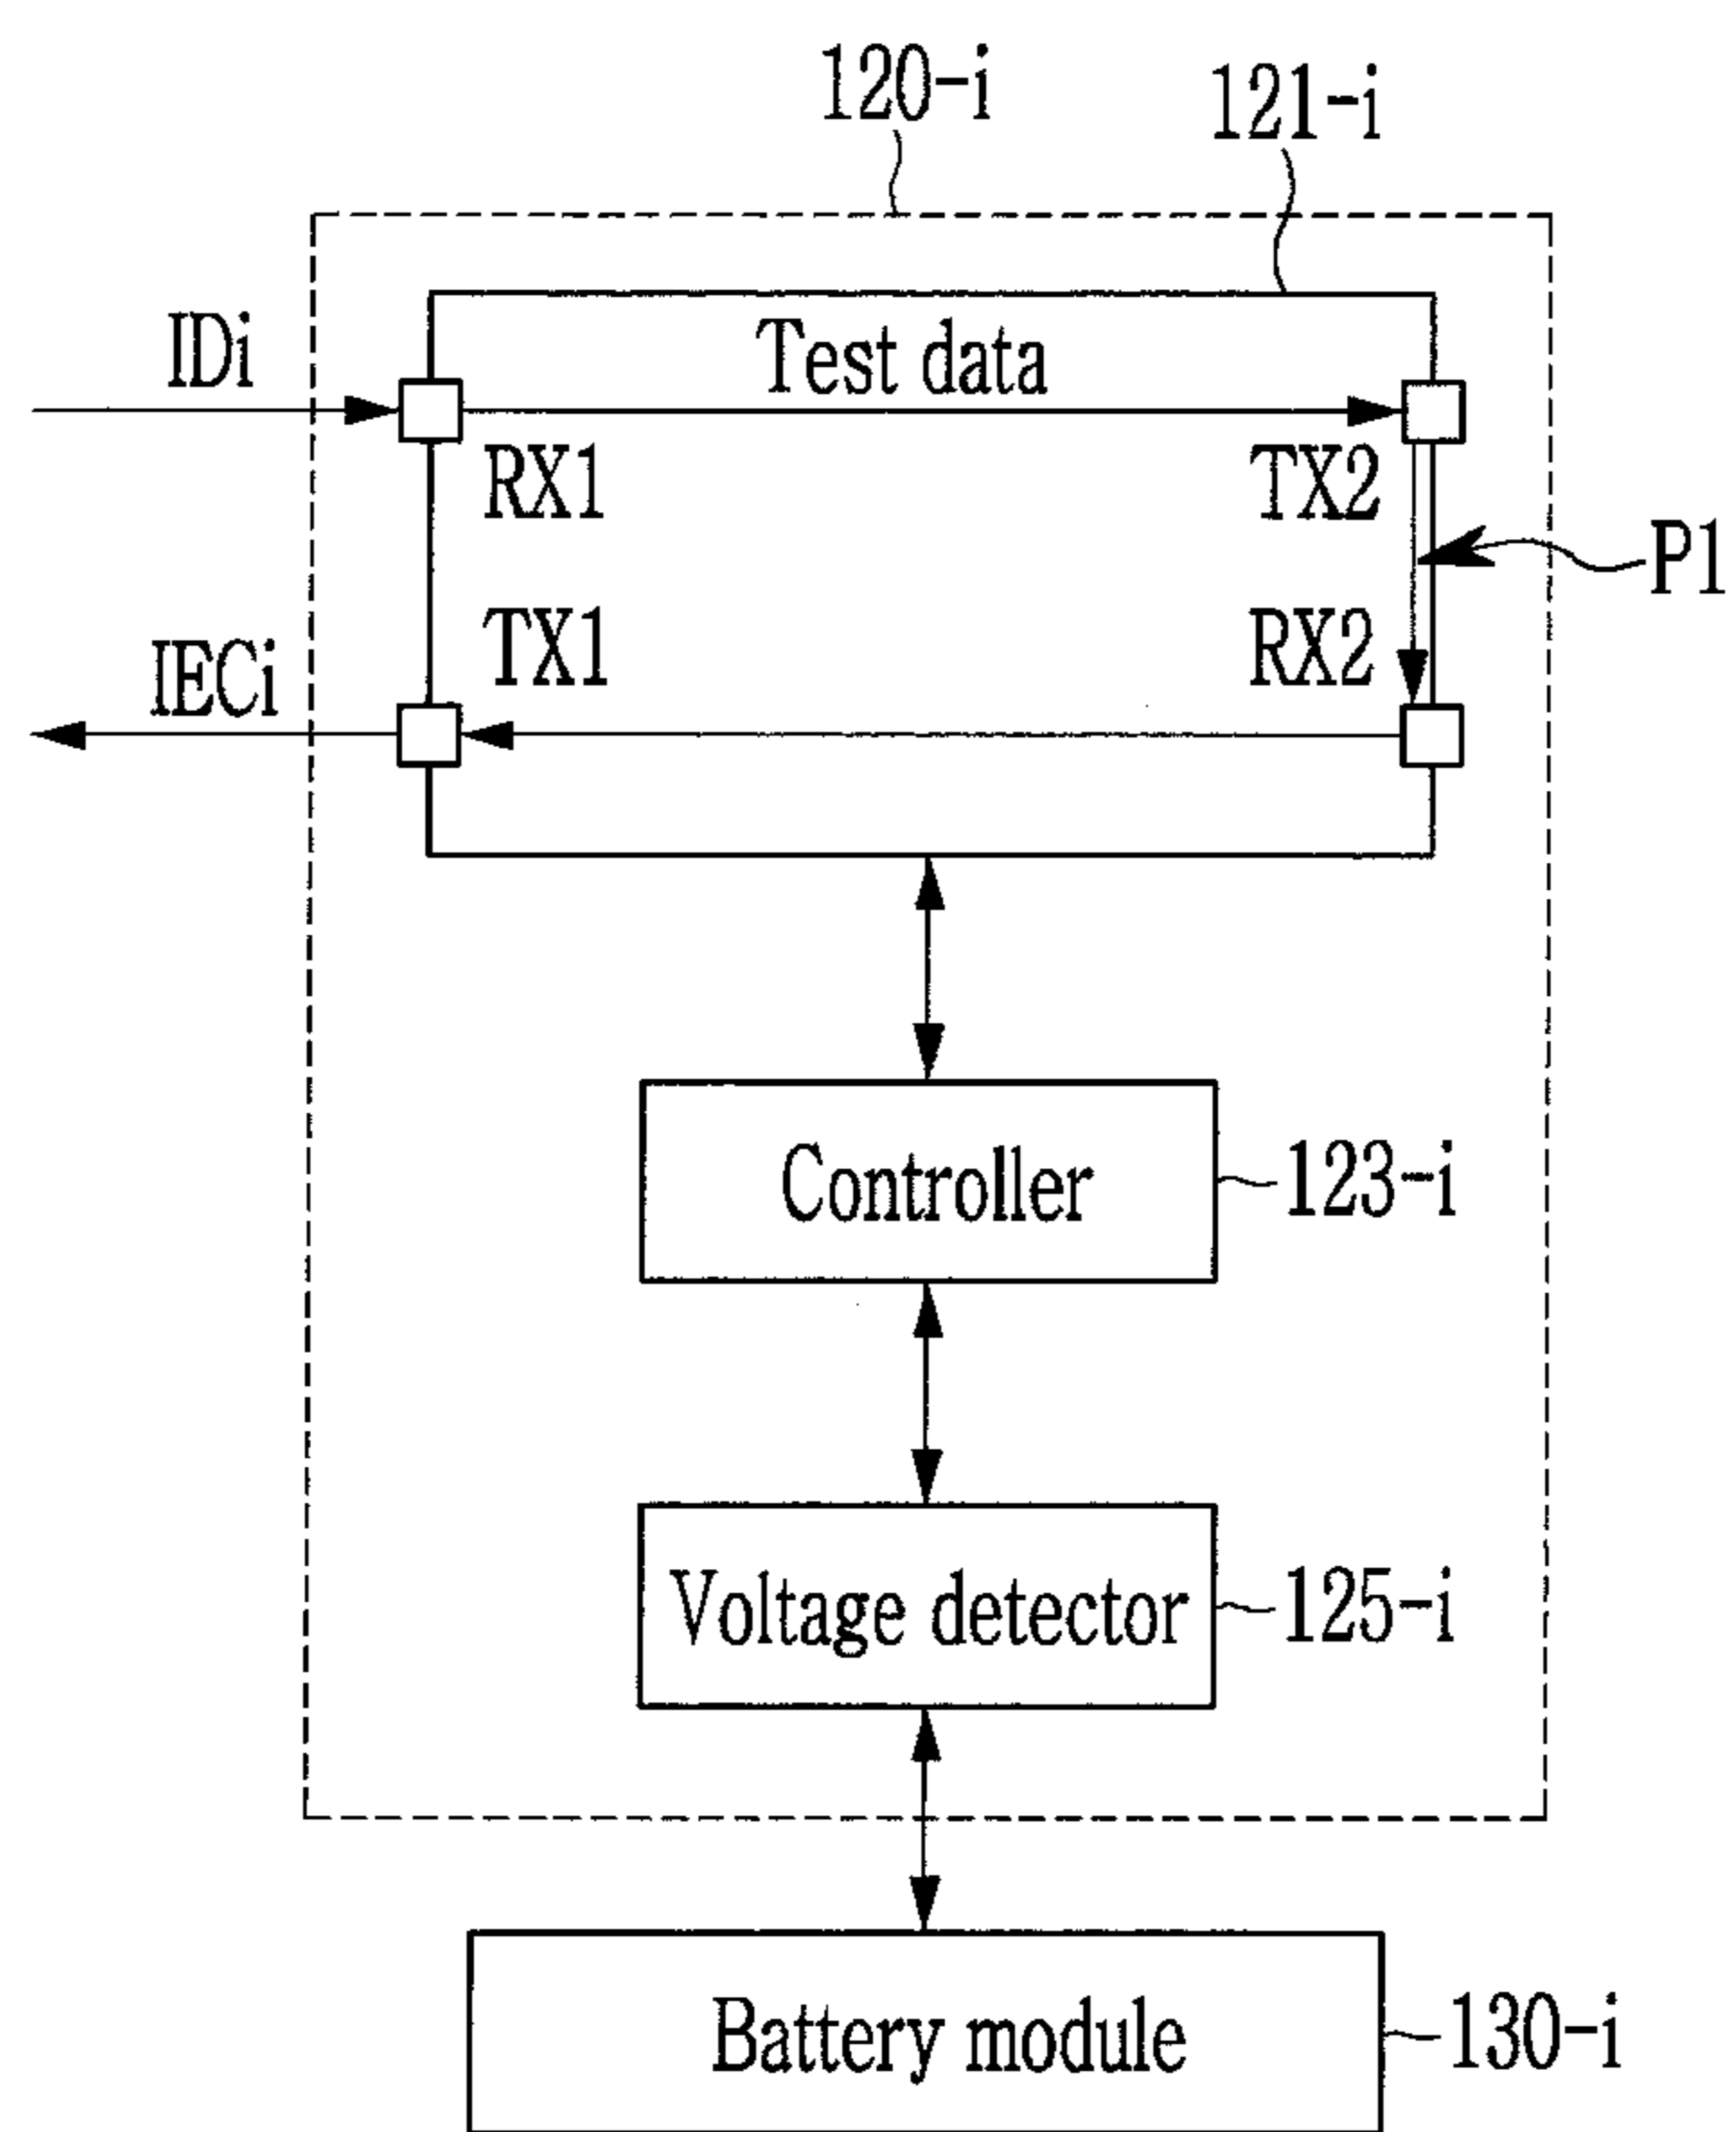 120-i
121-i
IDi
Test data
RX1
TX2
P1
IECi
TX1
RX2
Controller
123-i
Voltage detector
125-i
Battery module
130-i